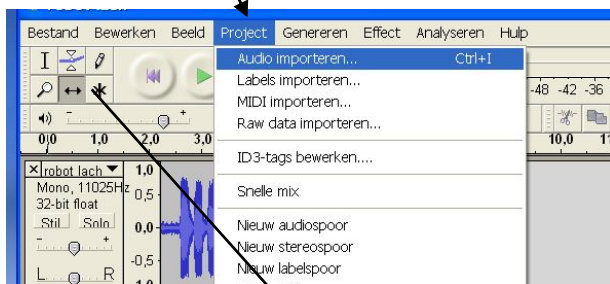 Bestand Bewerken Beeld Project Genereren Effect Analyseren Hulp
Audio importeren... Ctrl+I
Labels importeren...
MIDI importeren...
Raw data importeren...
ID3-tags bewerken....
Snelle mix
Nieuw audiospoor
Nieuw stereospoor
Nieuw labelspoor
-48 -42 -36
- +
0,0 1,0 2,0 3,0 10,0
robot lach
Mono, 11025Hz
32-bit float
Stil Solo
- +
L R
1,0
0,5
0,0
-0,5